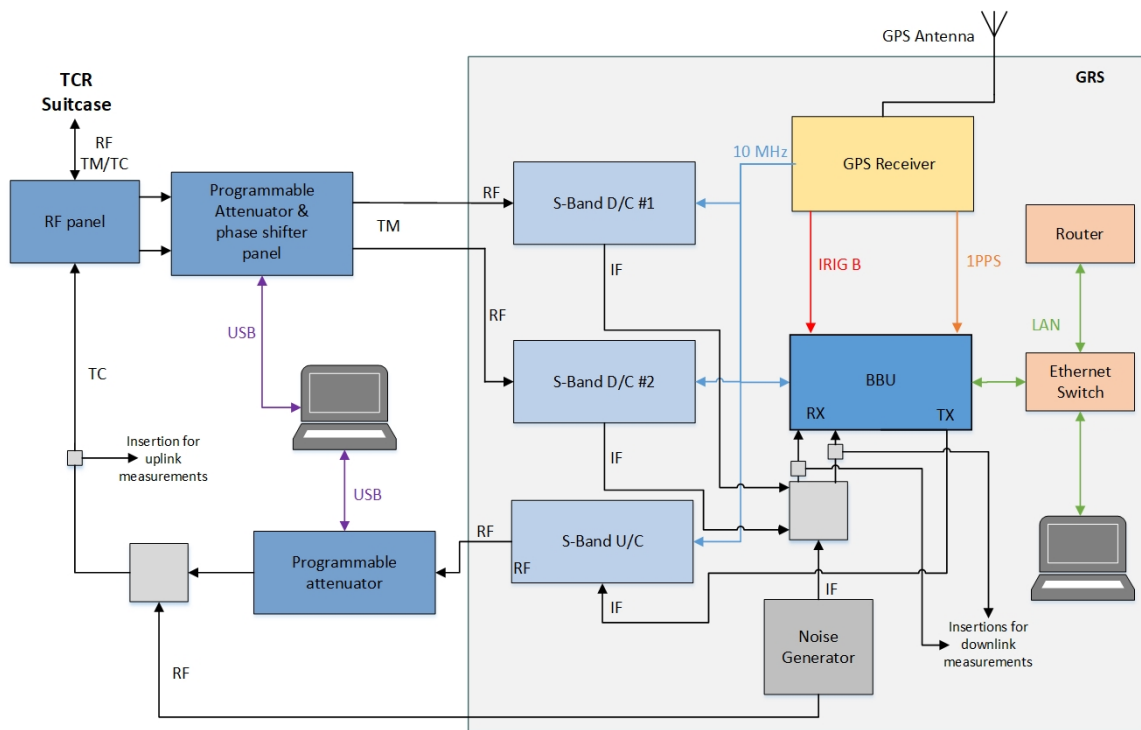 GPS Antenna
TCR
Suitcase
GRS
RF
TM/TC
10 MHz
GPS Receiver
Programmable
Attenuator &
phase shifter
panel
RF
S-Band D/C #1
RF panel
TM
Router
IRIG B
1PPS
IF
USB
RF
LAN
TC
S-Band D/C #2
BBU
Ethernet
Switch
RX
TX
Insertion for
uplink
measurements
IF
USB
RF
S-Band U/C
RF
Programmable
attenuator
IF
IF
Noise
Generator
Insertions for
downlink
measurements
RF